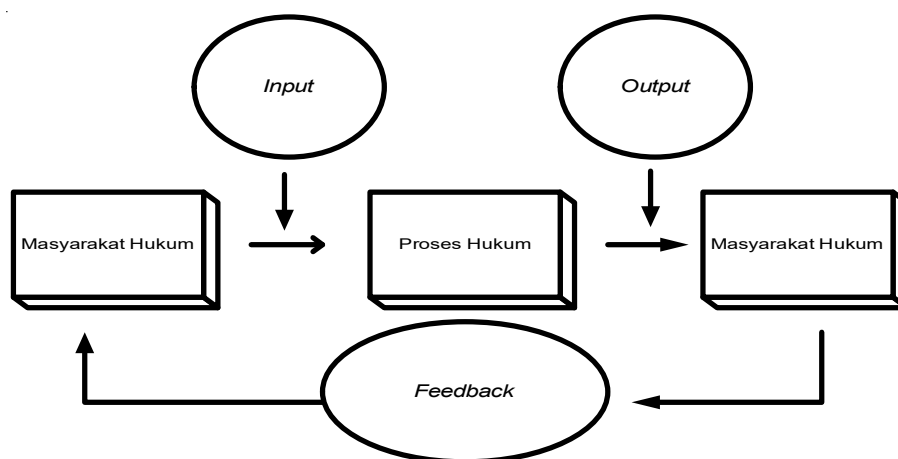 Input
Output
Masyarakat Hukum
Proses Hukum
Masyarakat Hukum
Feedback